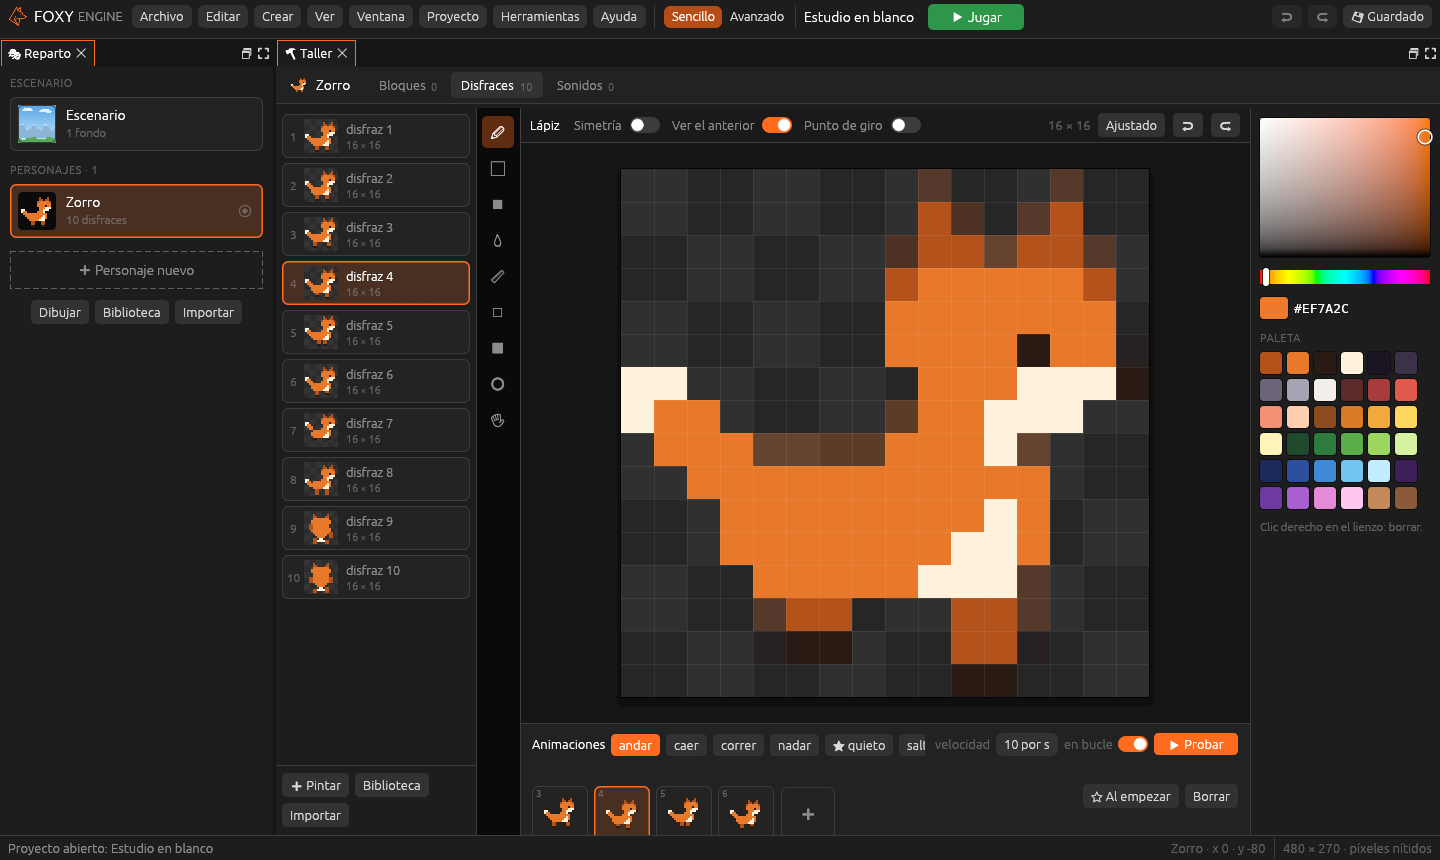 FOXY ENGINE Archivo Editar Crear Ver Ventana Proyecto Herramientas Ayuda Sencillo Avanzado Estudio en blanco Jugar Guardado
Reparto
Taller
ESCENARIO
Escenario
1 fondo
PERSONAJES · 1
Zorro
10 disfraces
Personaje nuevo
Dibujar Biblioteca Importar
Zorro Bloques 0 Disfraces 10 Sonidos 0
1 disfraz 1
16 × 16
2 disfraz 2
16 × 16
3 disfraz 3
16 × 16
4 disfraz 4
16 × 16
5 disfraz 5
16 × 16
6 disfraz 6
16 × 16
7 disfraz 7
16 × 16
8 disfraz 8
16 × 16
9 disfraz 9
16 × 16
10 disfraz 10
16 × 16
Pintar Biblioteca
Importar
Lápiz Simetría Ver el anterior Punto de giro 16 × 16 Ajustado
#EF7A2C
PALETA
Clic derecho en el lienzo: borrar.
Animaciones andar caer correr nadar quieto salt velocidad 10 por s en bucle Probar
3 4 5 6
Al empezar Borrar
Proyecto abierto: Estudio en blanco
Zorro · x 0 · y -80 480 × 270 · píxeles nítidos